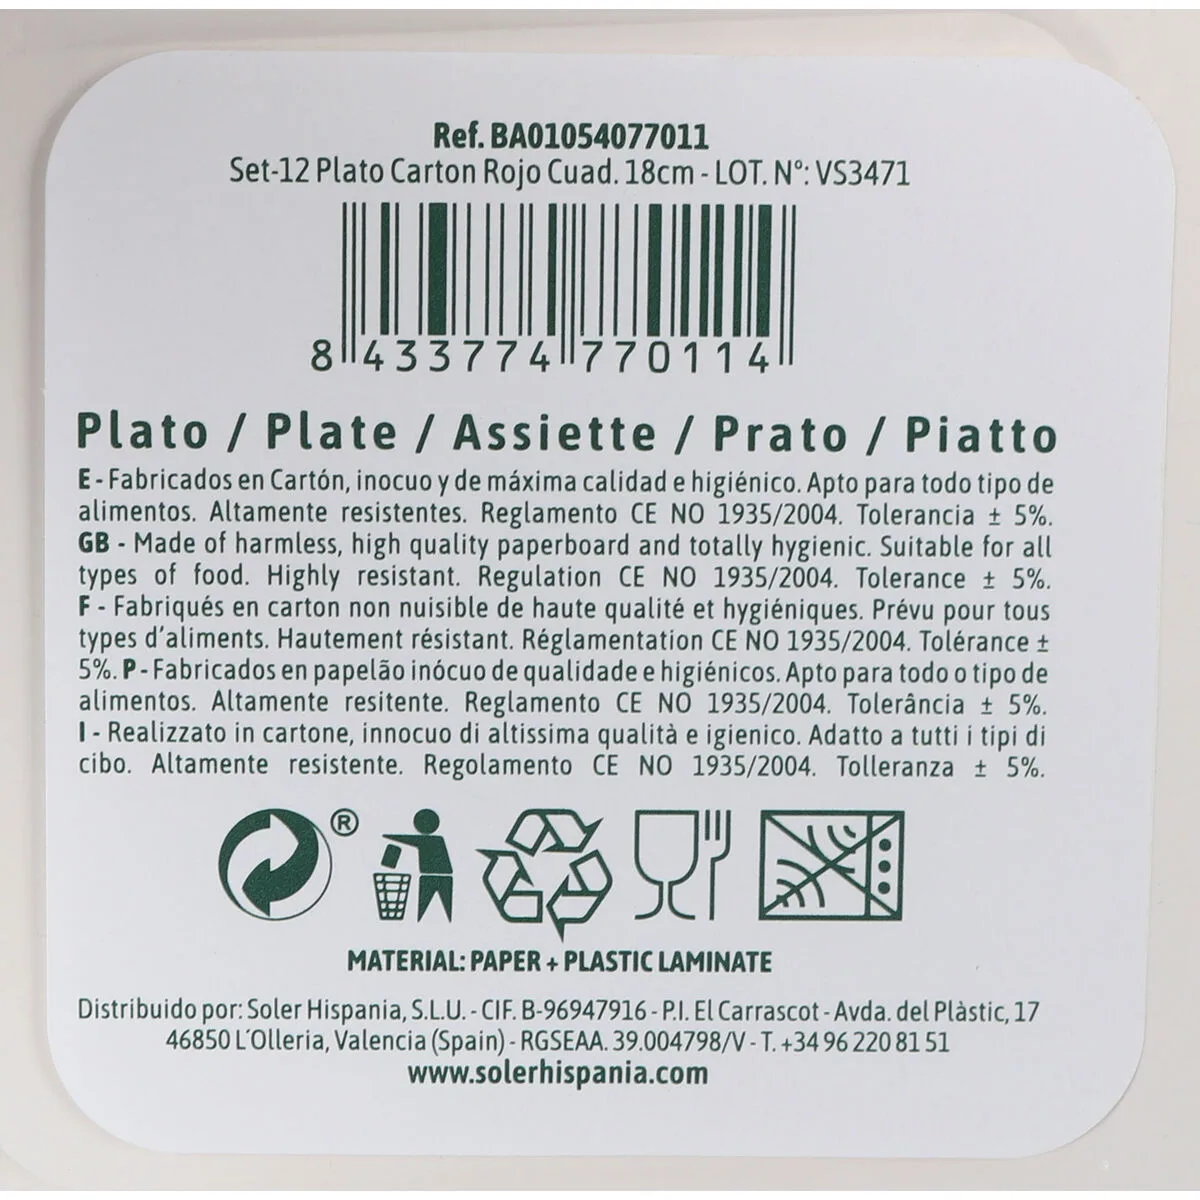 Ref. BA01054077011
Set-12 Plato Carton Rojo Cuad. 18cm - LOT. N°: VS3471
8 433774 770114
Plato / Plate / Assiette / Prato / Piatto
E - Fabricados en Cartón, inocuo y de máxima calidad e higiénico. Apto para todo tipo de
alimentos. Altamente resistentes. Reglamento CE NO 1935/2004. Tolerancia ± 5%.
GB - Made of harmless, high quality paperboard and totally hygienic. Suitable for all
types of food. Highly resistant. Regulation CE NO 1935/2004. Tolerance ± 5%.
F - Fabriqués en carton non nuisible de haute qualité et hygiéniques. Prévu pour tous
types d'aliments. Hautement résistant. Réglamentation CE NO 1935/2004. Tolérance ±
5%. P - Fabricados en papelão inócuo de qualidade e higiénicos. Apto para todo o tipo de
alimentos. Altamente resitente. Reglamento CE NO 1935/2004. Tolerância ± 5%.
I - Realizzato in cartone, innocuo di altissima qualità e igienico. Adatto a tutti i tipi di
cibo. Altamente resistente. Regolamento CE NO 1935/2004. Tolleranza ± 5%.
®
MATERIAL: PAPER + PLASTIC LAMINATE
Distribuido por: Soler Hispania, S.L.U. - CIF. B-96947916 - P.I. El Carrascot - Avda. del Plàstic, 17
46850 L´Olleria, Valencia (Spain) - RGSEAA. 39.004798/V - T. +34 96 220 81 51
www.solerhispania.com